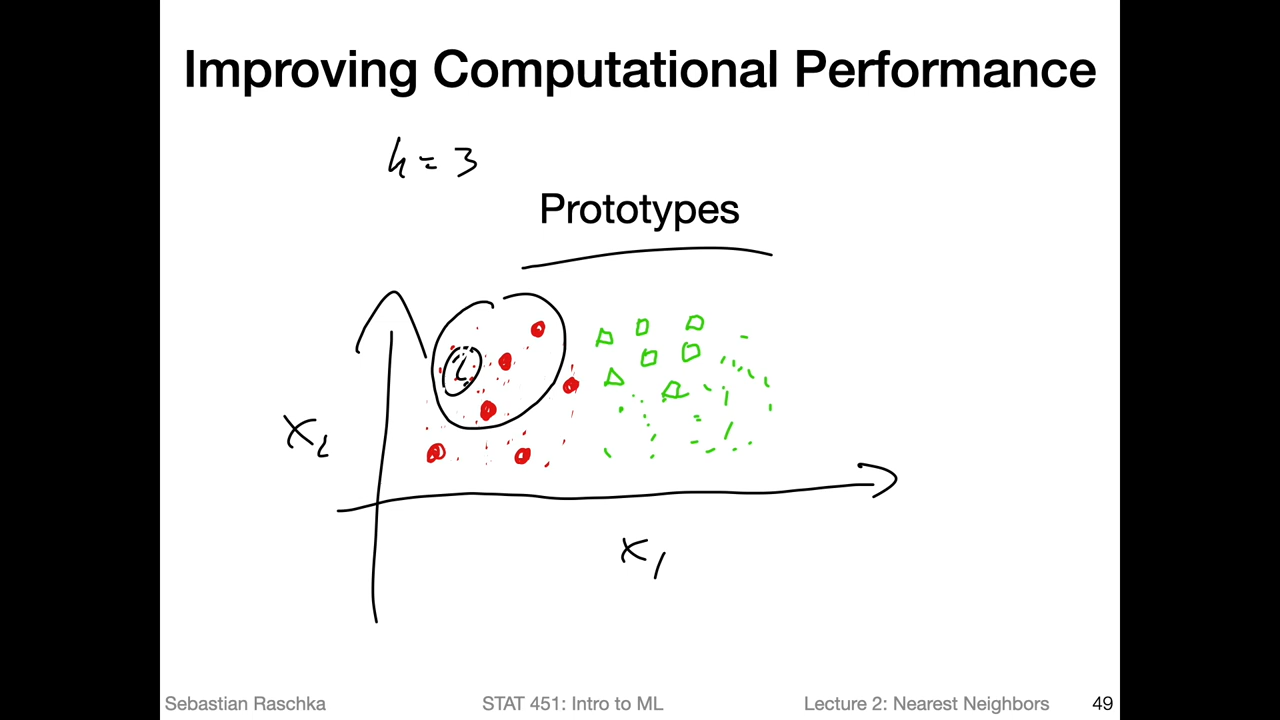 Improving Computational Performance
k = 3
Prototypes
x₂
x₁
Sebastian Raschka
STAT 451: Intro to ML
Lecture 2: Nearest Neighbors
49